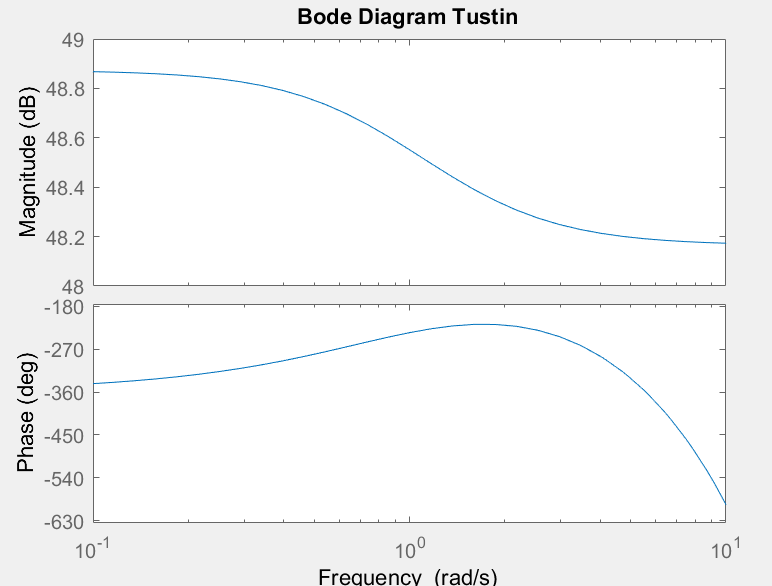 Bode Diagram Tustin
Magnitude (dB)
49
48.8
48.6
48.4
48.2
48
Phase (deg)
-180
-270
-360
-450
-540
-630
10^-1 10^0 10^1
Frequency (rad/s)